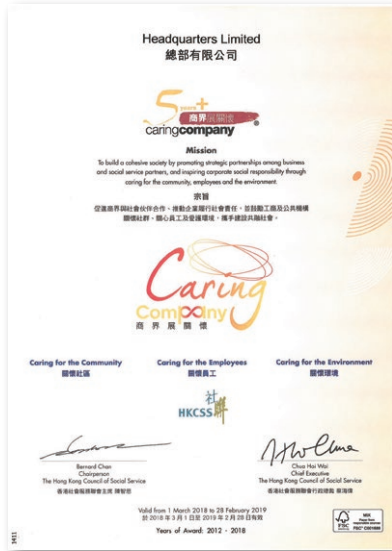 Headquarters Limited
總部有限公司
5 years+
商界展關懷
caringcompany®
Mission
To build a cohesive society by promoting strategic partnerships among business
and social service partners, and inspiring corporate social responsibility through
caring for the community, employees and the environment
宗旨
促進商界與社會伙伴合作，推動企業履行社會責任，並鼓勵工商及公共機構
關懷社群、關心員工及愛護環境，攜手建設共融社會。
Caring
Company
商界展關懷
Caring for the Community
關懷社區
Caring for the Employees
關懷員工
Caring for the Environment
關懷環境
社聯
HKCSS
Bernard Chan
Chairperson
The Hong Kong Council of Social Service
香港社會服務聯會主席 陳智思
Chua Hoi Wai
Chief Executive
The Hong Kong Council of Social Service
香港社會服務聯會行政總裁 蔡海偉
Valid from 1 March 2018 to 28 February 2019
於 2018 年 3 月 1 日至 2019 年 2 月 28 日有效
Years of Award: 2012 - 2018
FSC
MIX